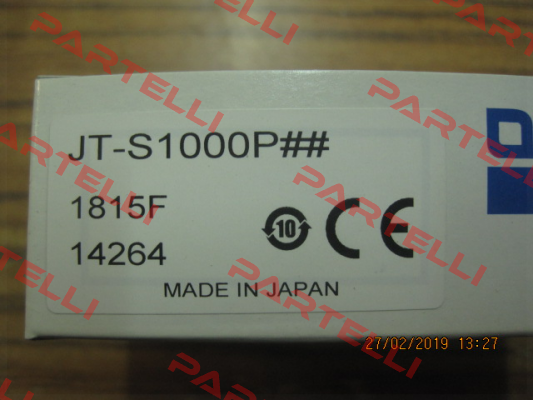 PARTELLI
PARTELLI
JT-S1000P##
1815F
14264
10
CE
MADE IN JAPAN
27/02/2019 13:27
PARTELLI
PARTELLI
PARTELLI